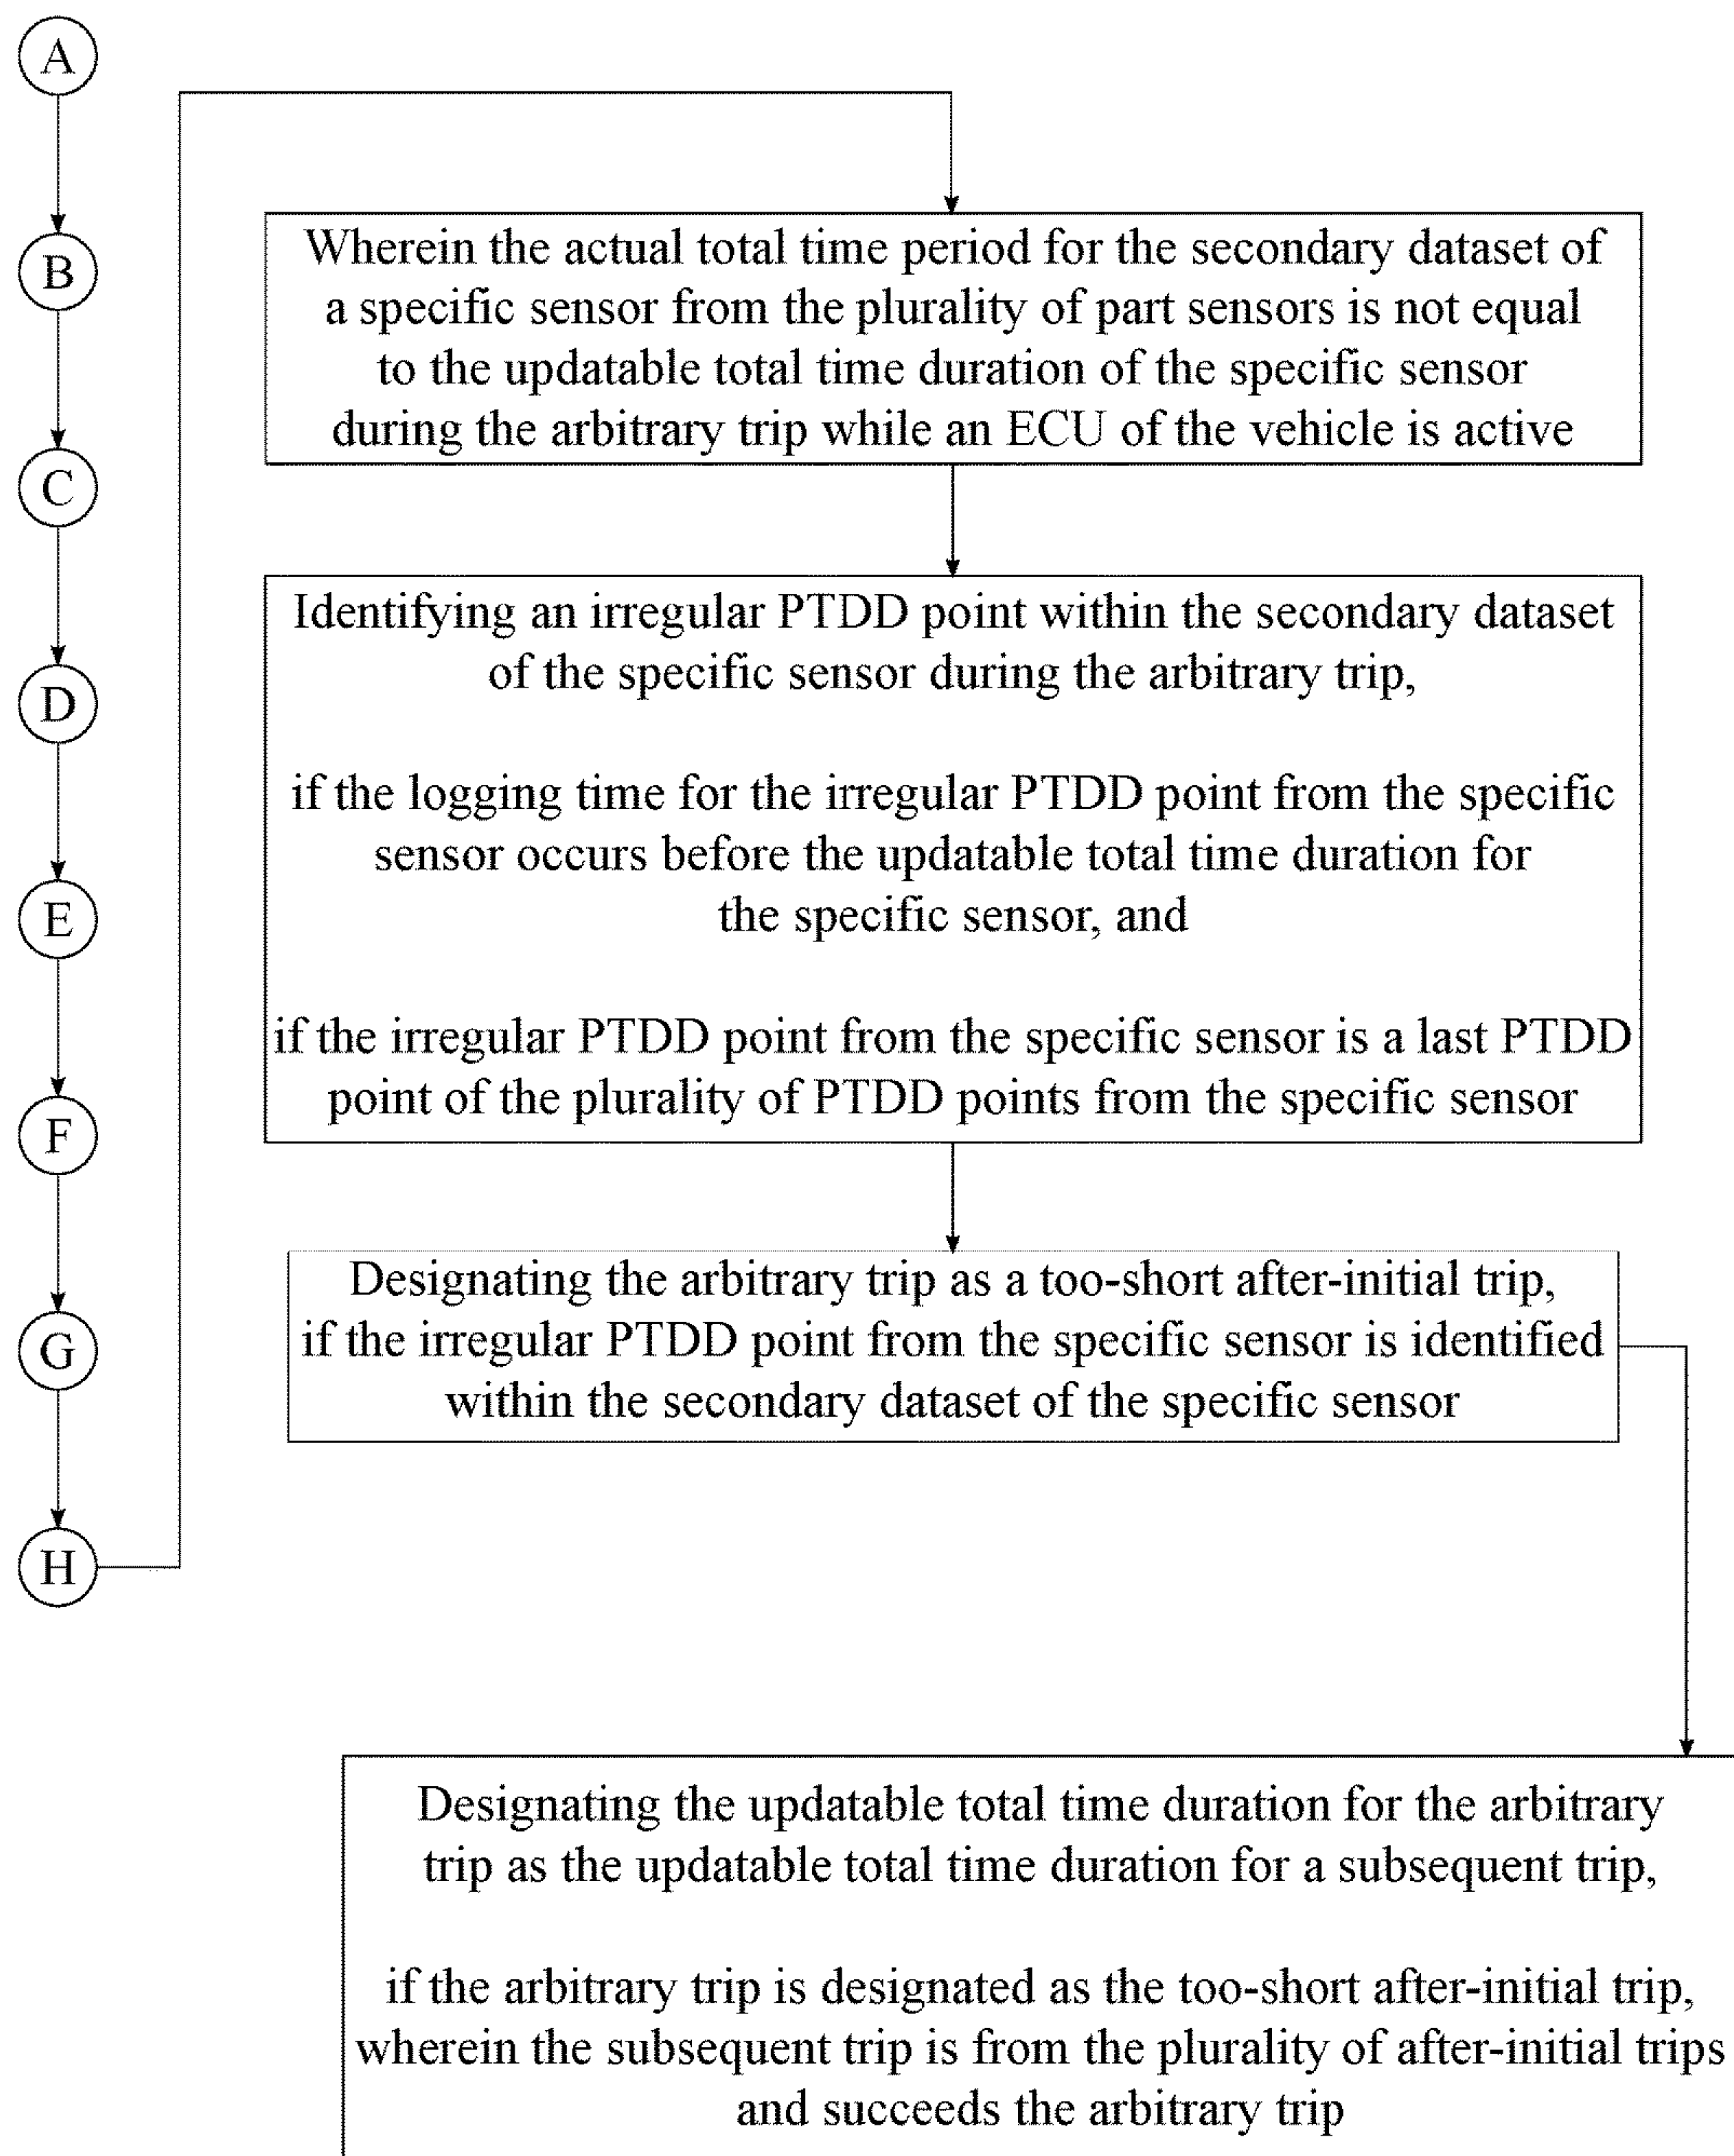 A
B
C
D
E
F
G
H
Wherein the actual total time period for the secondary dataset of
a specific sensor from the plurality of part sensors is not equal
to the updatable total time duration of the specific sensor
during the arbitrary trip while an ECU of the vehicle is active
Identifying an irregular PTDD point within the secondary dataset
of the specific sensor during the arbitrary trip,
if the logging time for the irregular PTDD point from the specific
sensor occurs before the updatable total time duration for
the specific sensor, and
if the irregular PTDD point from the specific sensor is a last PTDD
point of the plurality of PTDD points from the specific sensor
Designating the arbitrary trip as a too-short after-initial trip,
if the irregular PTDD point from the specific sensor is identified
within the secondary dataset of the specific sensor
Designating the updatable total time duration for the arbitrary
trip as the updatable total time duration for a subsequent trip,
if the arbitrary trip is designated as the too-short after-initial trip,
wherein the subsequent trip is from the plurality of after-initial trips
and succeeds the arbitrary trip